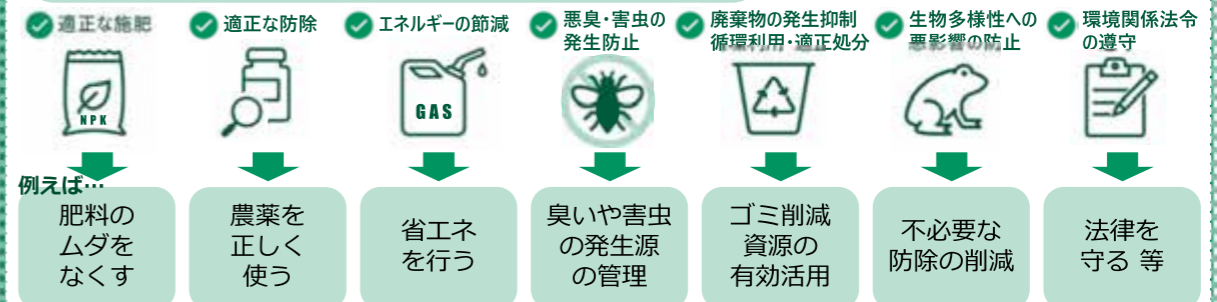 適正な施肥
適正な防除
エネルギーの節減
悪臭・害虫の
発生防止
廃棄物の発生抑制
循環利用・適正処分
生物多様性への
悪影響の防止
環境関係法令
の遵守
NPK
GAS
例えば…
肥料の
ムダを
なくす
農薬を
正しく
使う
省エネ
を行う
臭いや害虫
の発生源
の管理
ゴミ削減
資源の
有効活用
不必要な
防除の削減
法律を
守る 等